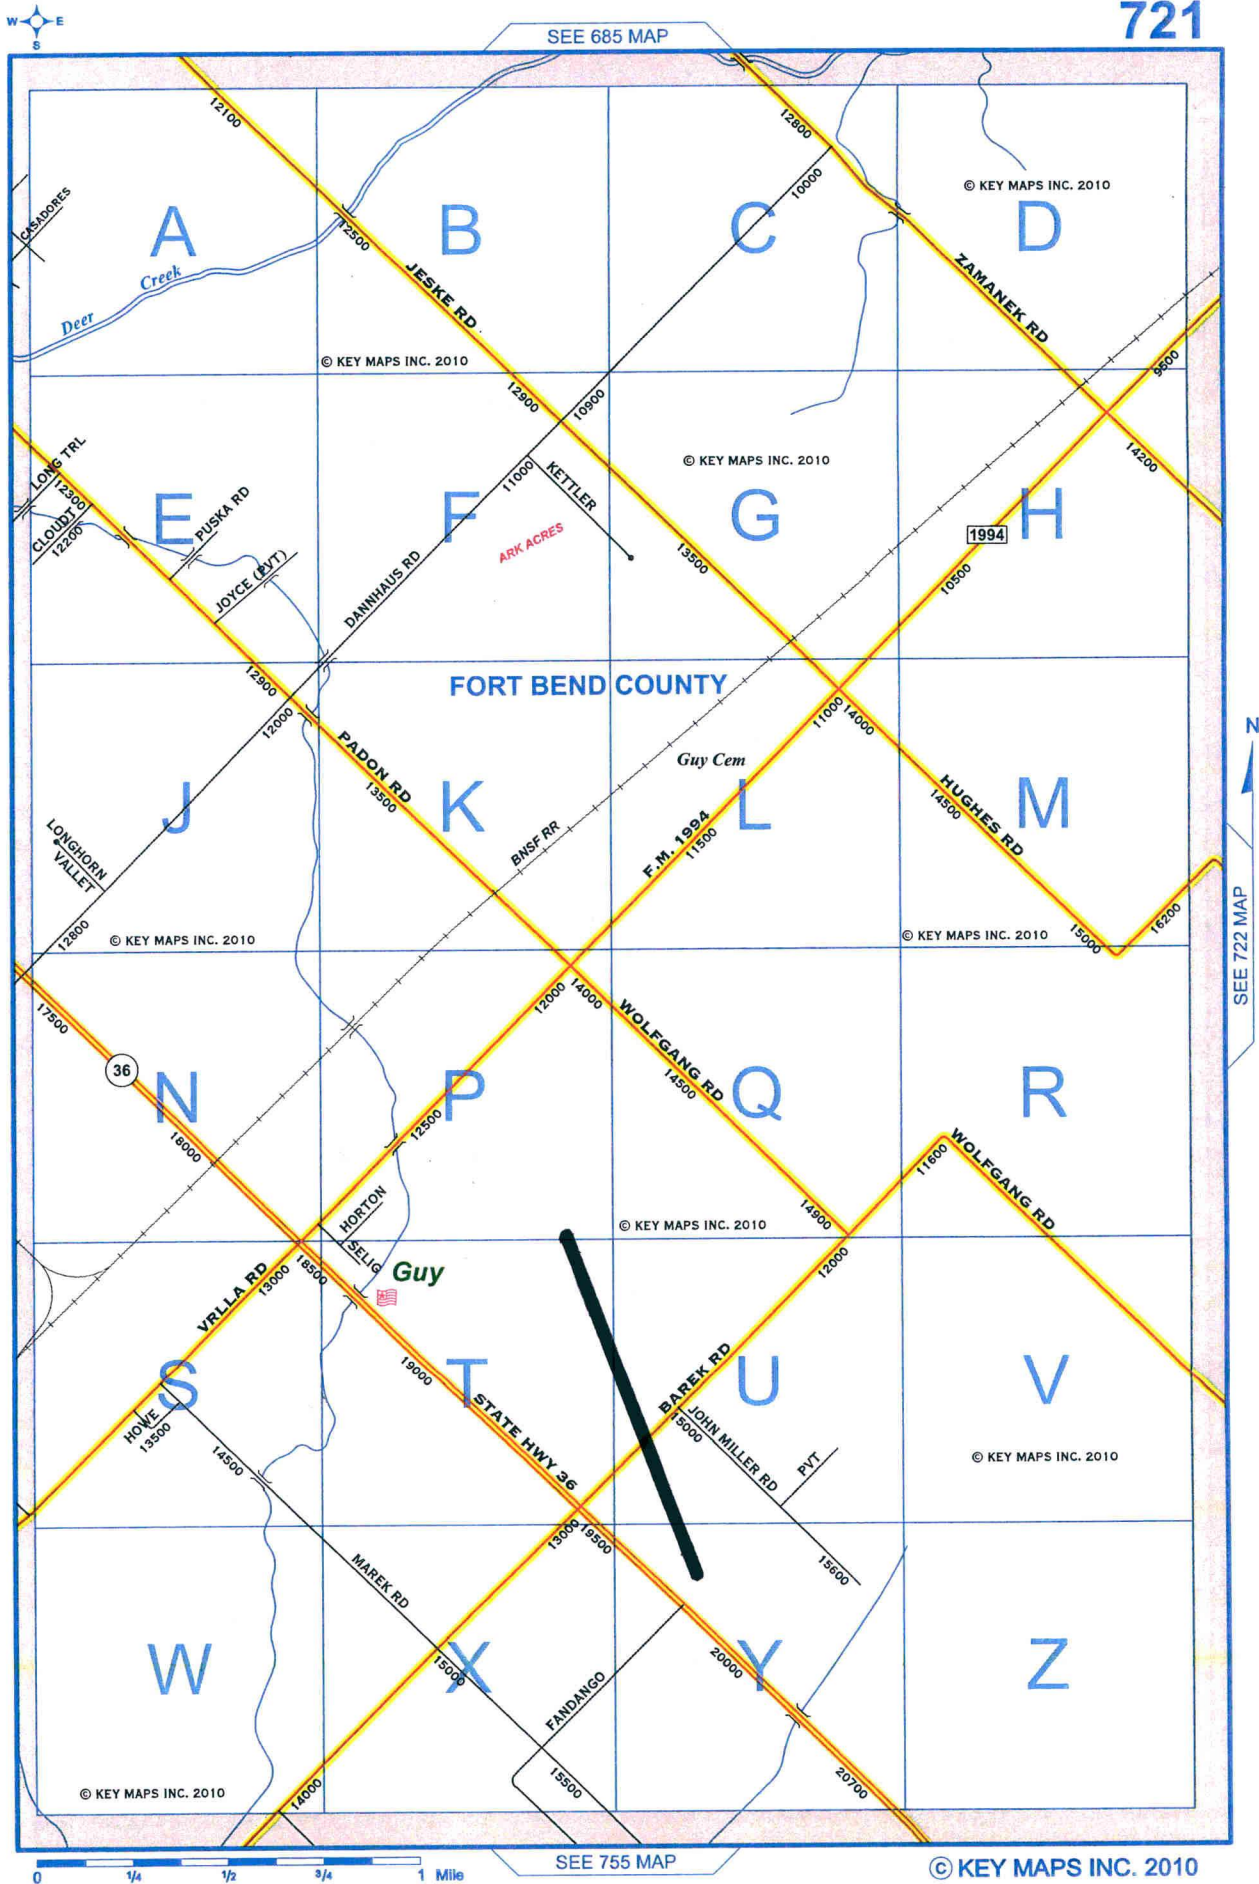 721
W E
S
SEE 685 MAP
12100
12800
10000
CASADORES
© KEY MAPS INC. 2010
A
B
C
D
12500
Creek
Deer
JESKE RD
ZAMANEK RD
© KEY MAPS INC. 2010
9500
12900
10900
LONG TRL
12300
CLOUDT
12200
E
PUSKA RD
JOYCE (PVT)
11000
KETTLER
F
ARK ACRES
© KEY MAPS INC. 2010
G
14200
1994
H
13500
10500
DANNHAUS RD
12900
12000
FORT BEND COUNTY
11000
14000
N
PADON RD
13500
Guy Cem
J
K
L
M
HUGHES RD
14500
LONGHORN
VALLET
BNSF RR
F.M. 1994
11500
12800
© KEY MAPS INC. 2010
© KEY MAPS INC. 2010
15000
16200
SEE 722 MAP
17500
12000
14000
WOLFGANG RD
14500
36
N
P
Q
R
18000
12500
11600
WOLFGANG RD
HORTON
SELIG
14900
© KEY MAPS INC. 2010
12000
VRLLA RD
13000
18500
Guy
S
T
U
V
19000
BAREK RD
HOWE
13500
14500
STATE HWY 36
15000
JOHN MILLER RD
PVT
© KEY MAPS INC. 2010
13000
19500
MAREK RD
15600
W
X
Y
Z
15000
20000
FANDANGO
© KEY MAPS INC. 2010
14000
15500
20700
0 1/4 1/2 3/4 1 Mile
SEE 755 MAP
© KEY MAPS INC. 2010